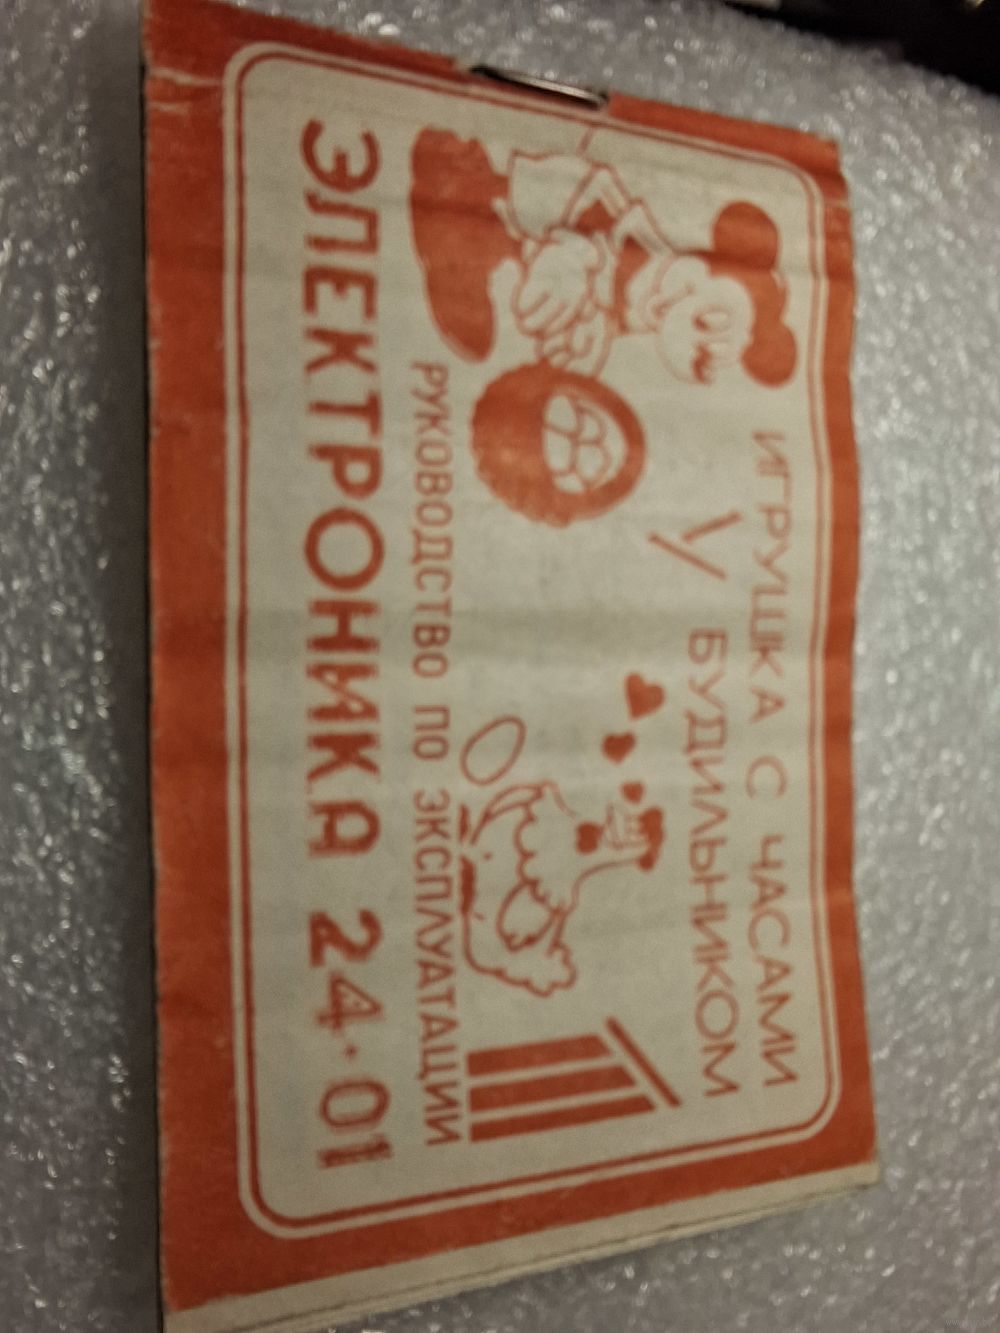 ИГРУШКА С ЧАСАМИ
БУДИЛЬНИКОМ
РУКОВОДСТВО ПО ЭКСПЛУАТАЦИИ
ЭЛЕКТРОНИКА 24·01